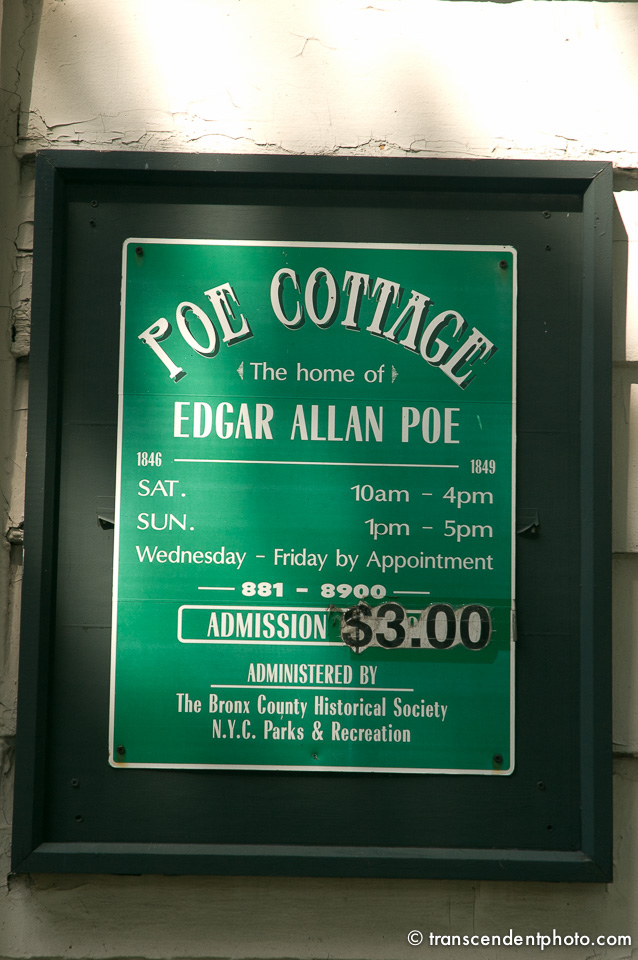 POE COTTAGE
The home of
EDGAR ALLAN POE
1846 1849
SAT. 10am - 4pm
SUN. 1pm - 5pm
Wednesday - Friday by Appointment
881 - 8900
ADMISSION $3.00
ADMINISTERED BY
The Bronx County Historical Society
N.Y.C. Parks & Recreation
© transcendentphoto.com